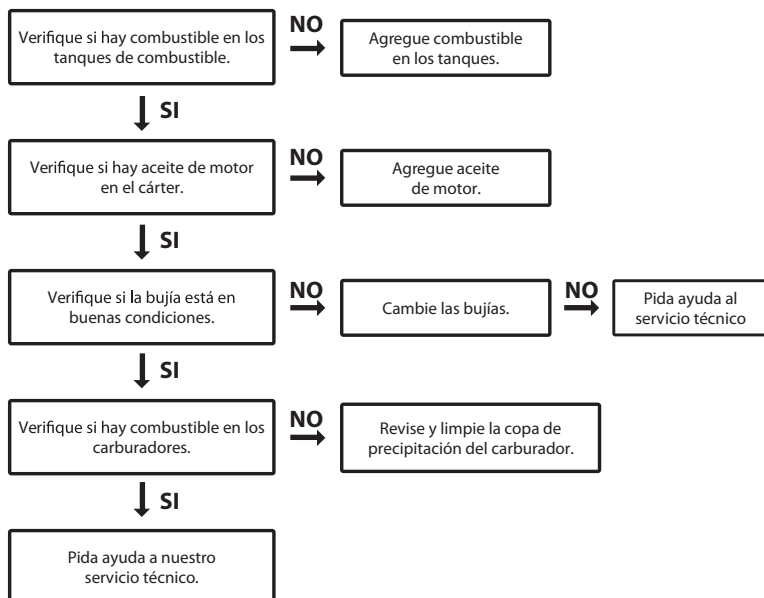 Verifique si hay combustible en los
tanques de combustible.
NO
Agregue combustible
en los tanques.
SI
Verifique si hay aceite de motor
en el cárter.
NO
Agregue aceite
de motor.
SI
Verifique si la bujía está en
buenas condiciones.
NO
Cambie las bujías.
NO
Pida ayuda al
servicio técnico
SI
Verifique si hay combustible en los
carburadores.
NO
Revise y limpie la copa de
precipitación del carburador.
SI
Pida ayuda a nuestro
servicio técnico.